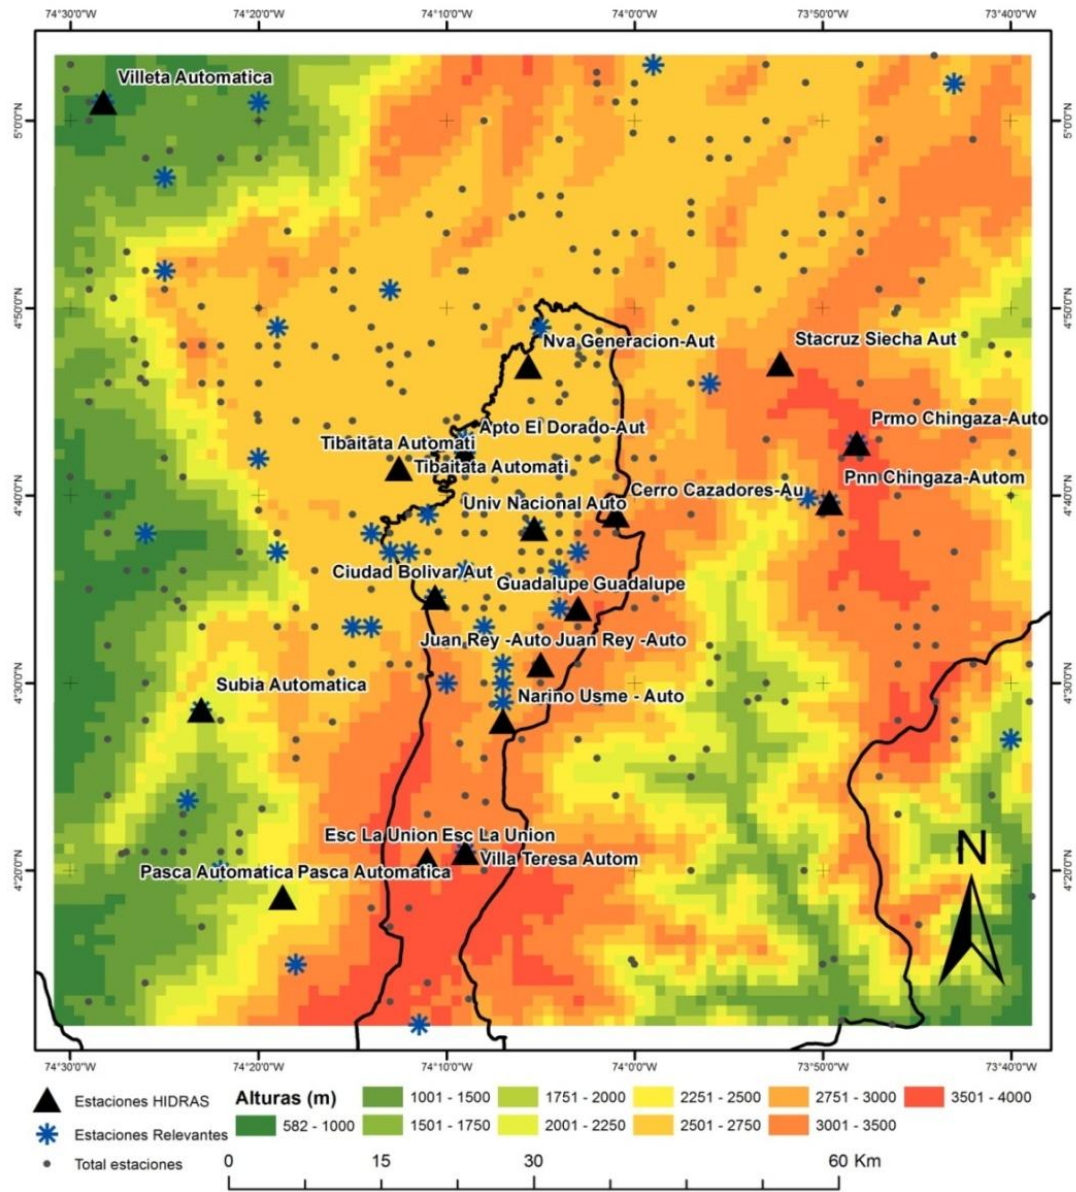 74°30'0"W 74°20'0"W 74°10'0"W 74°0'0"W 73°50'0"W 73°40'0"W
Villeta Automatica
5°0'0"N 5°0'0"N
4°50'0"N 4°50'0"N
Nva Generacion-Aut
Stacruz Siecha Aut
Prmo Chingaza-Auto
Apto El Dorado-Aut
Tibaitata Automati
Tibaitata Automati
Pnn Chingaza-Autom
Cerro Cazadores-Au
4°40'0"N 4°40'0"N
Univ Nacional Auto
Ciudad Bolivar Aut
Guadalupe Guadalupe
Juan Rey -Auto Juan Rey -Auto
4°30'0"N 4°30'0"N
Subia Automatica
Narino Usme - Auto
Esc La Union Esc La Union
N
Villa Teresa Autom
4°20'0"N 4°20'0"N
Pasca Automatica Pasca Automatica
74°30'0"W 74°20'0"W 74°10'0"W 74°0'0"W 73°50'0"W 73°40'0"W
Estaciones HIDRAS
Estaciones Relevantes
Total estaciones
Alturas (m)
582 - 1000
1001 - 1500
1501 - 1750
1751 - 2000
2001 - 2250
2251 - 2500
2501 - 2750
2751 - 3000
3001 - 3500
3501 - 4000
0 15 30 60 Km